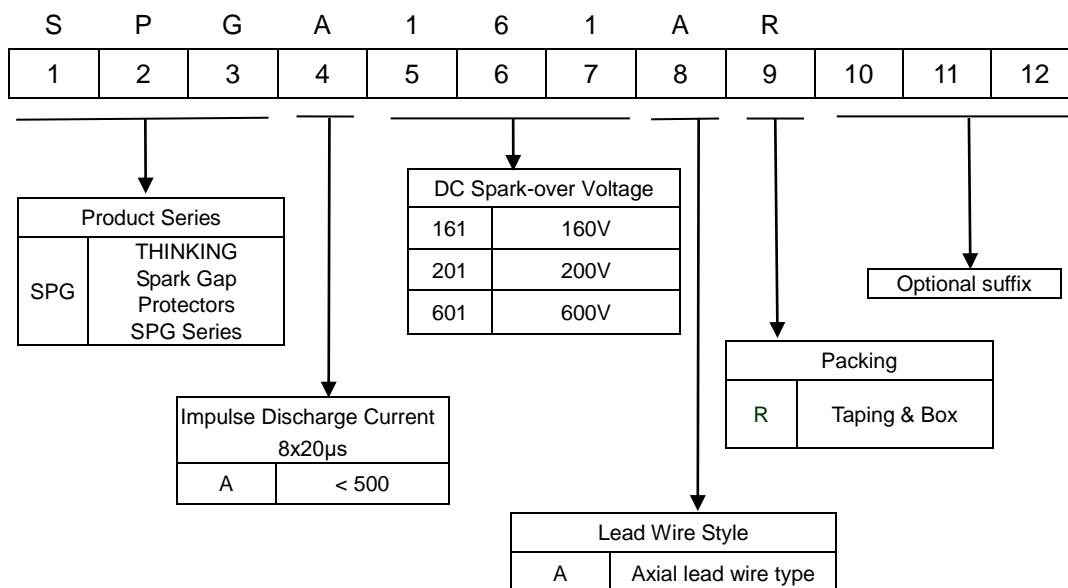 S P G A 1 6 1 A R
1 2 3 4 5 6 7 8 9 10 11 12
Product Series
SPG
THINKING
Spark Gap
Protectors
SPG Series
Impulse Discharge Current
8x20µs
A < 500
DC Spark-over Voltage
161 160V
201 200V
601 600V
Lead Wire Style
A Axial lead wire type
Packing
R Taping & Box
Optional suffix